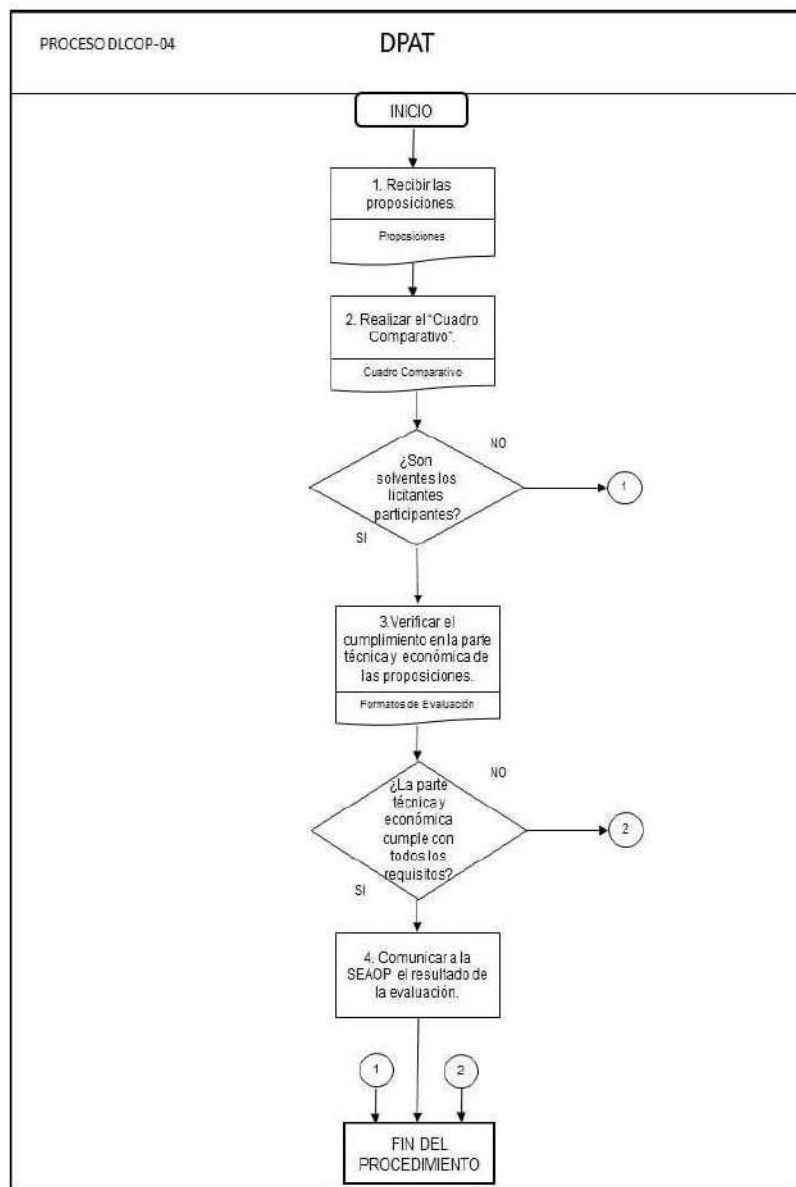 PROCESO DLCOP-04
DPAT
INICIO
1. Recibir las
proposiciones.
Proposiciones
2. Realizar el “Cuadro
Comparativo”.
Cuadro Comparativo
¿Son
solventes los
licitantes
participantes?
NO
1
SI
3.Verificar el
cumplimiento en la parte
técnica y económica de
las proposiciones.
Formatos de Evaluación
¿La parte
técnica y
económica
cumple con
todos los
requisitos?
NO
2
SI
4. Comunicar a la
SEAOP el resultado de
la evaluación.
1
2
FIN DEL
PROCEDIMIENTO